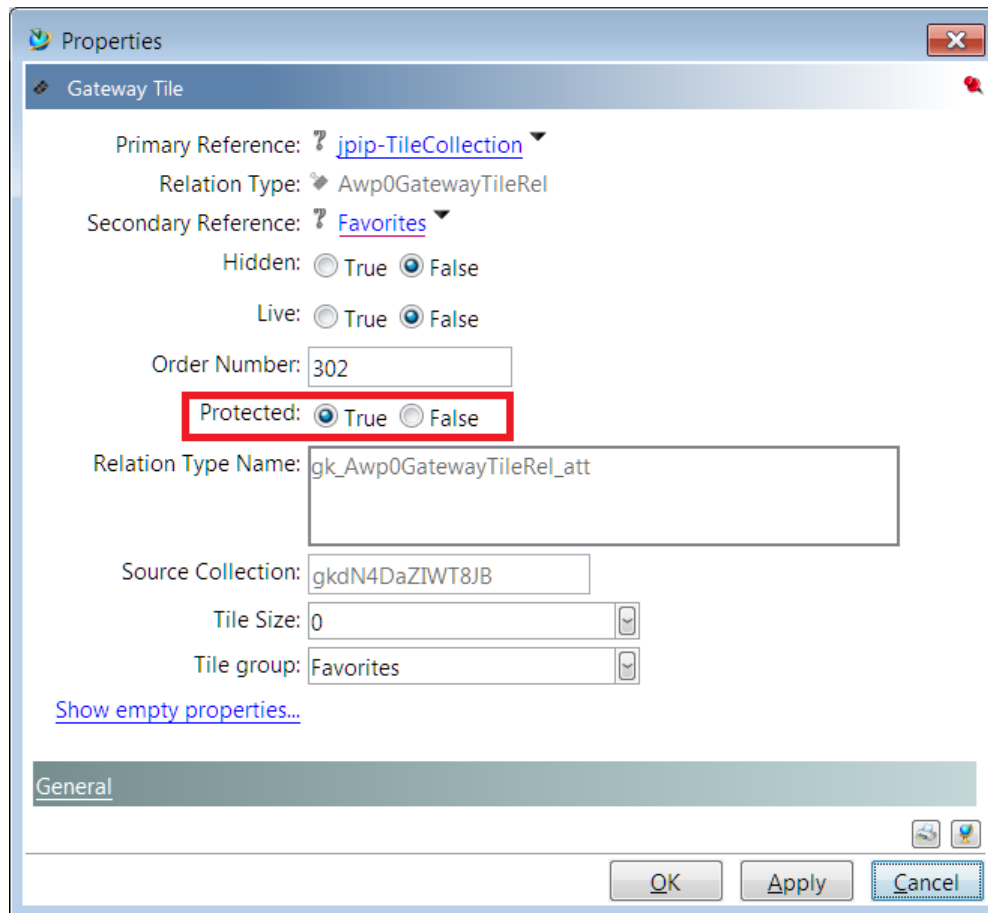 Properties
Gateway Tile
Primary Reference: jpip-TileCollection
Relation Type: Awp0GatewayTileRel
Secondary Reference: Favorites
Hidden: True False
Live: True False
Order Number: 302
Protected: True False
Relation Type Name: gk_Awp0GatewayTileRel_att
Source Collection: gkdN4DaZIWT8JB
Tile Size: 0
Tile group: Favorites
Show empty properties...
General
OK Apply Cancel